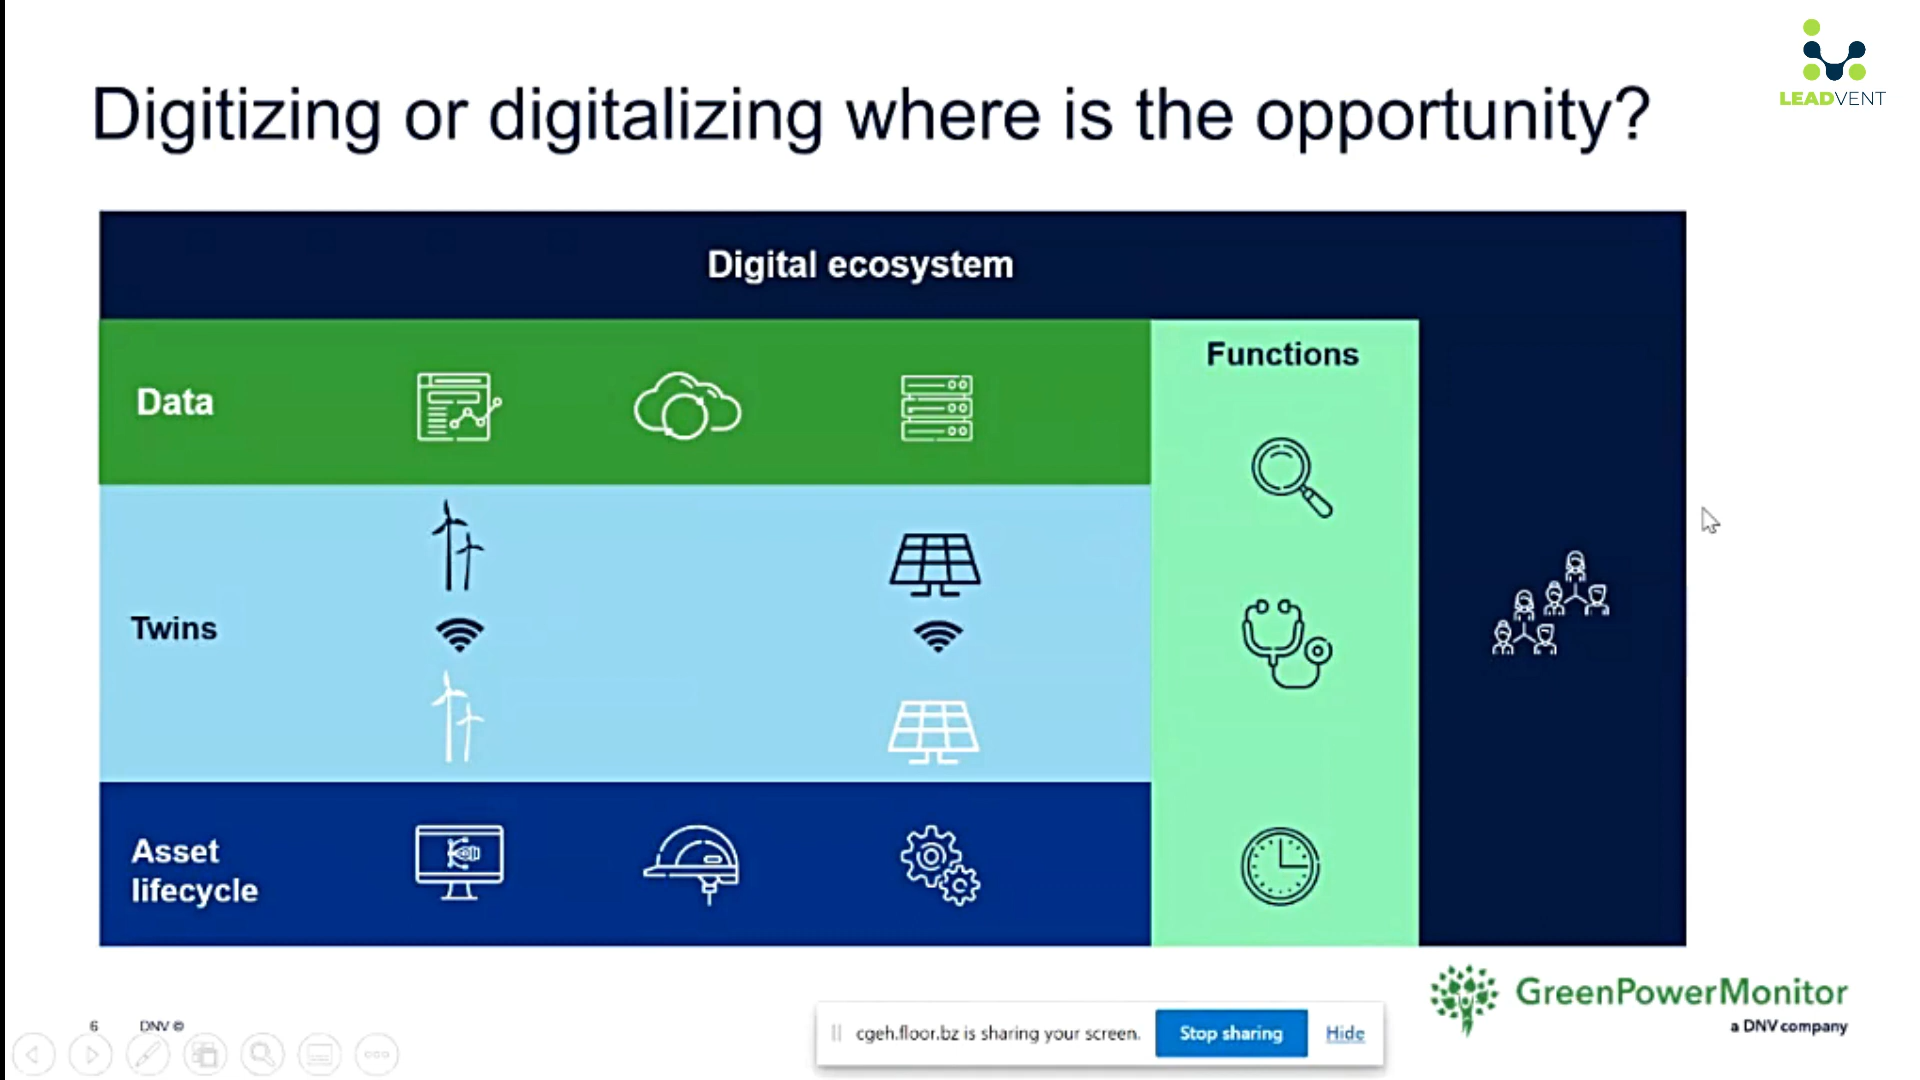 LEADVENT
Digitizing or digitalizing where is the opportunity?
Digital ecosystem
Data
Functions
Twins
Asset
lifecycle
GreenPowerMonitor
a DNV company
6 DNV ©
cgeh.floor.bz is sharing your screen. Stop sharing Hide